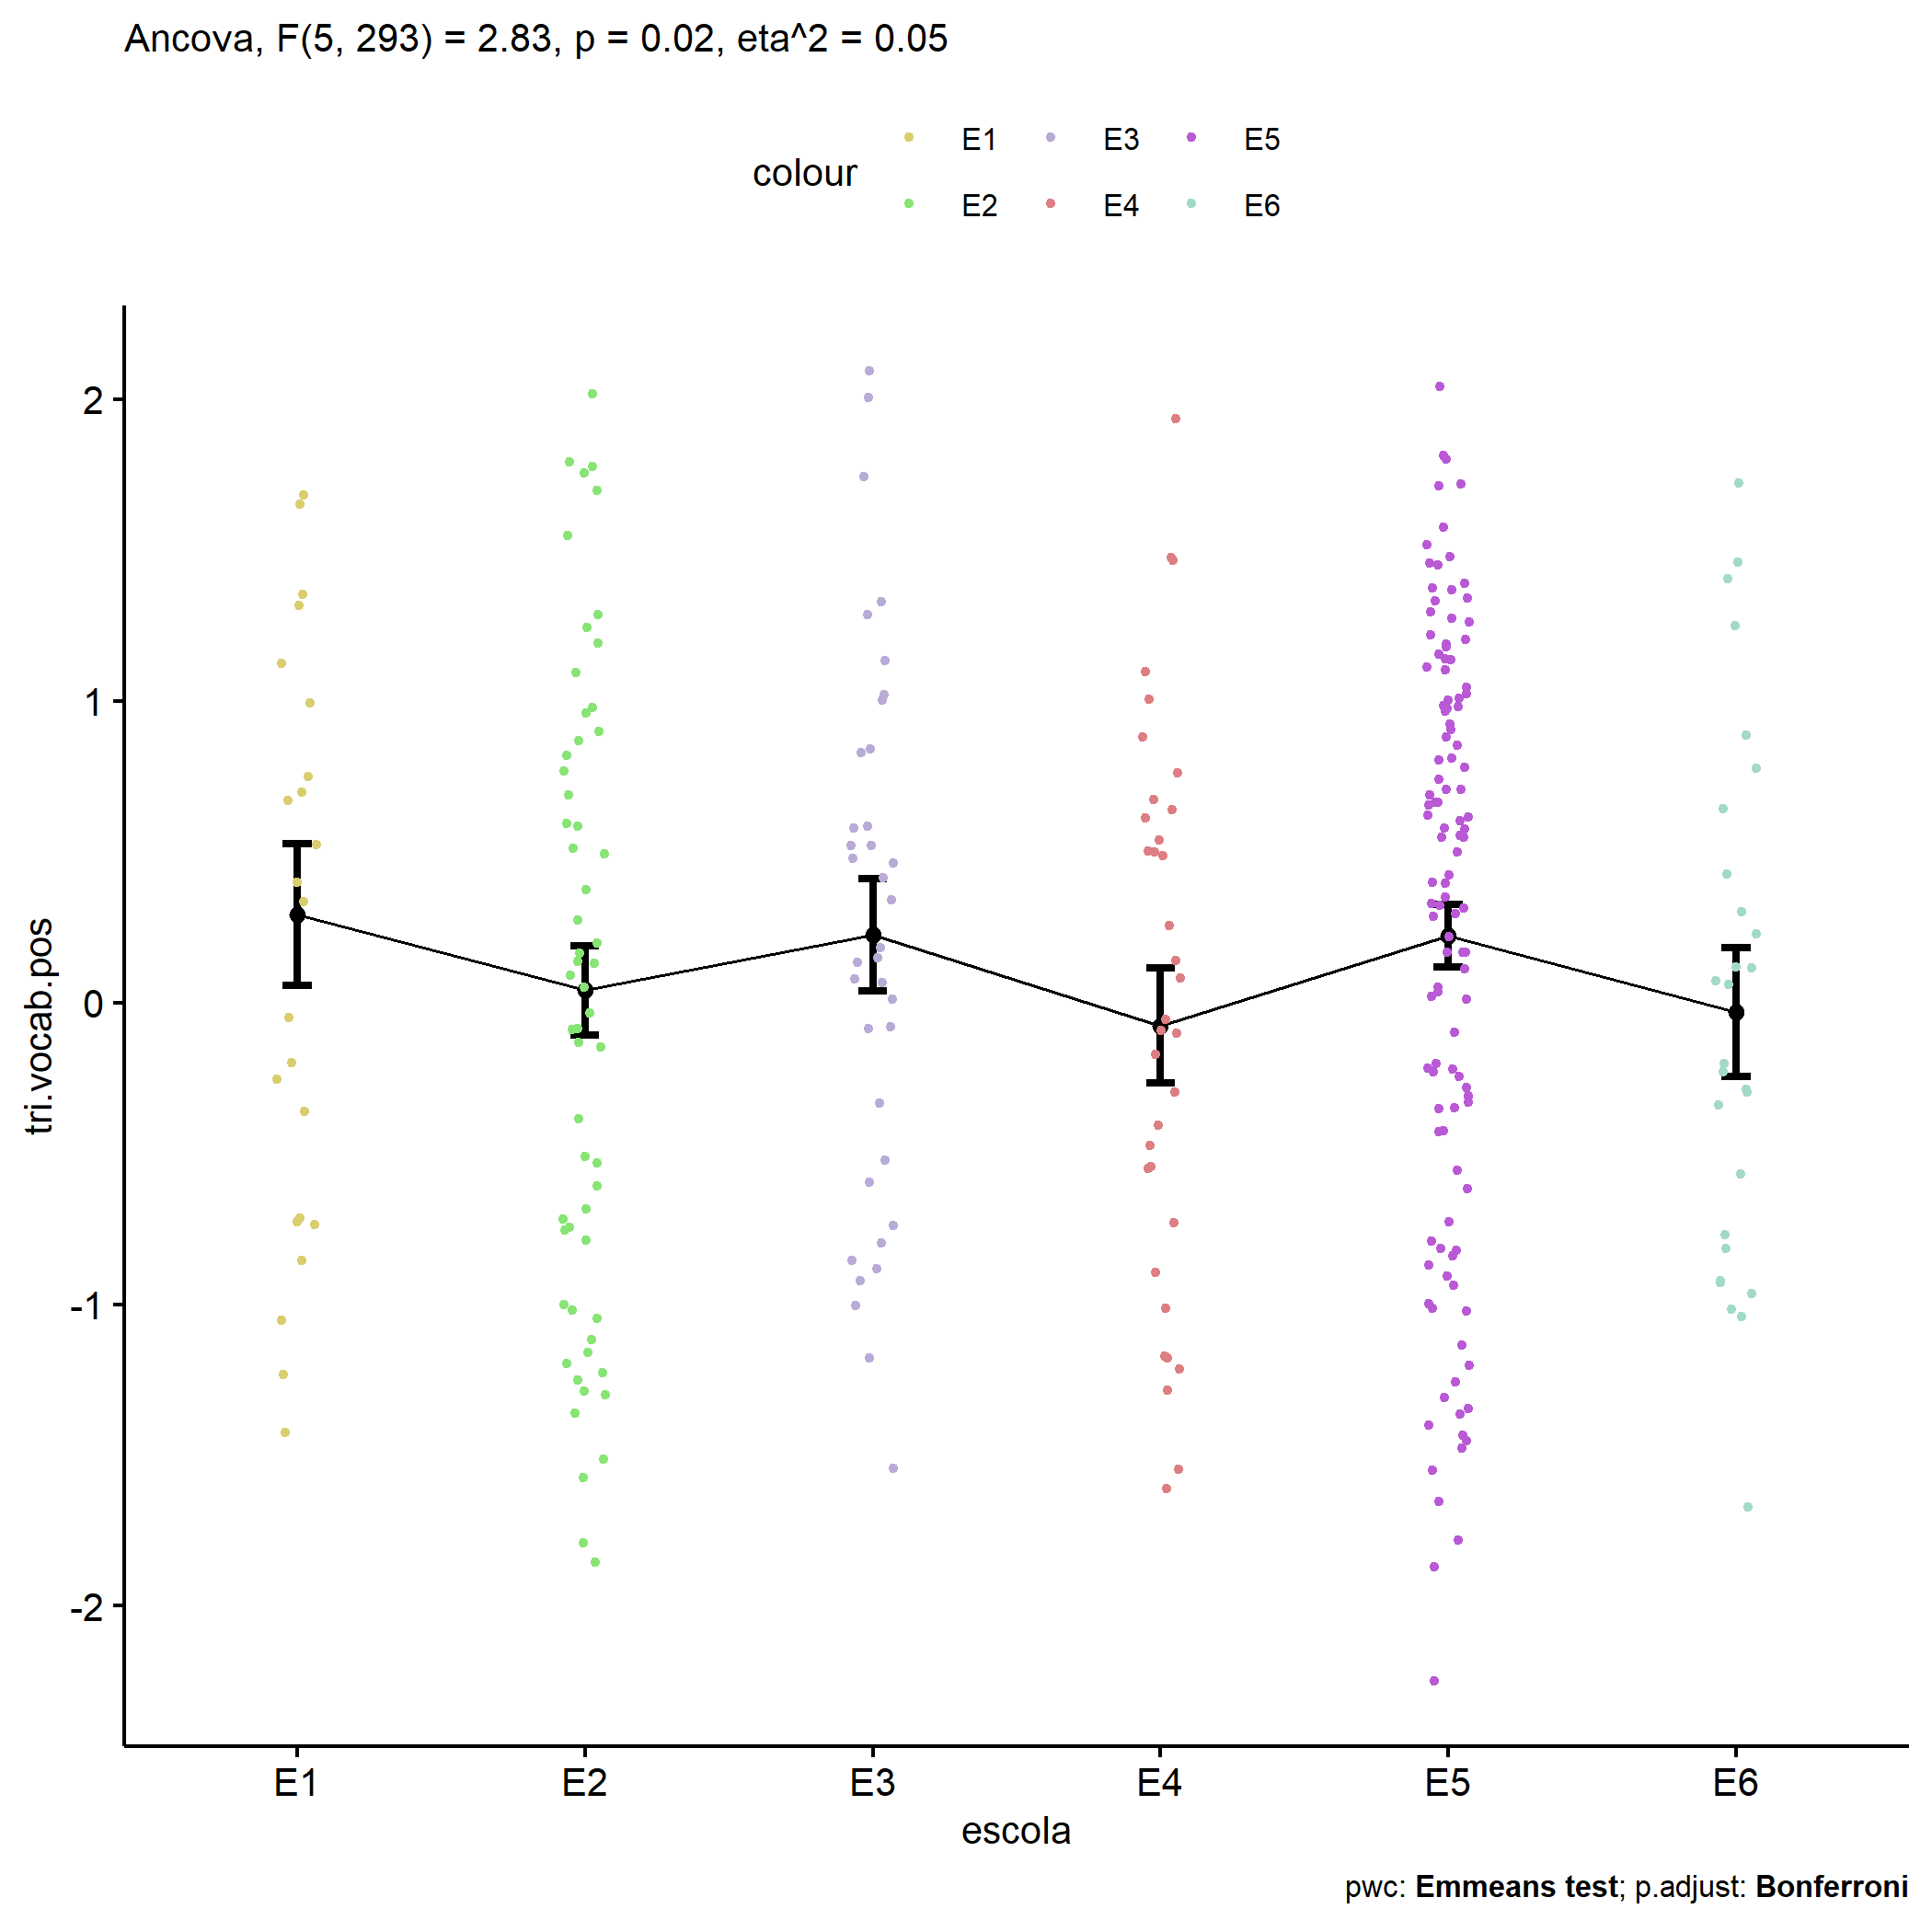 Ancova, F(5, 293) = 2.83, p = 0.02, eta^2 = 0.05
colour
E1 E3 E5
E2 E4 E6
2
1
0
-1
-2
tri.vocab.pos
E1 E2 E3 E4 E5 E6
escola
pwc: Emmeans test; p.adjust: Bonferroni